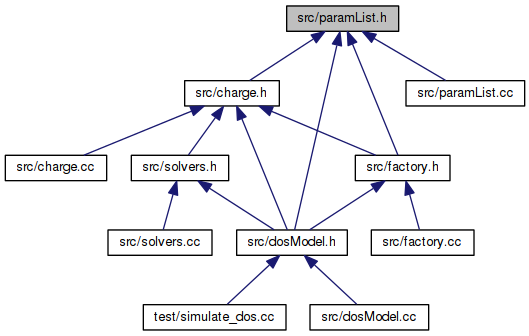 src/paramList.h
src/charge.h
src/paramList.cc
src/charge.cc
src/solvers.h
src/factory.h
src/solvers.cc
src/dosModel.h
src/factory.cc
test/simulate_dos.cc
src/dosModel.cc